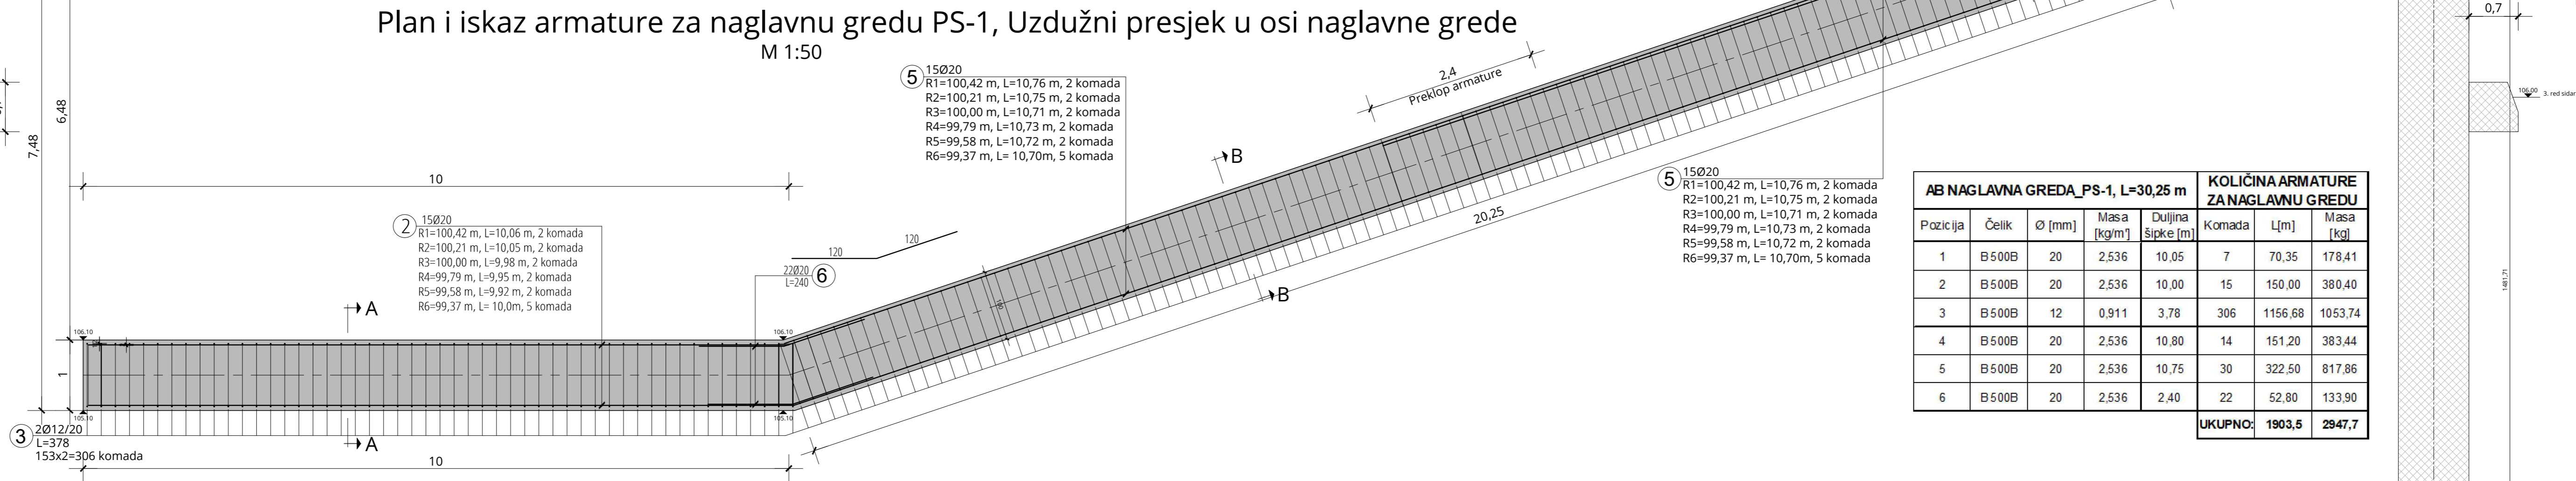 Plan i iskaz armature za naglavnu gredu PS-1, Uzdužni presjek u osi naglavne grede
M 1:50
7,48
6,48
10
5
15Ø20
R1=100,42 m, L=10,76 m, 2 komada
R2=100,21 m, L=10,75 m, 2 komada
R3=100,00 m, L=10,71 m, 2 komada
R4=99,79 m, L=10,73 m, 2 komada
R5=99,58 m, L=10,72 m, 2 komada
R6=99,37 m, L= 10,70m, 5 komada
2,4
Preklop armature
B
B
20,25
2
15Ø20
R1=100,42 m, L=10,06 m, 2 komada
R2=100,21 m, L=10,05 m, 2 komada
R3=100,00 m, L=9,98 m, 2 komada
R4=99,79 m, L=9,95 m, 2 komada
R5=99,58 m, L=9,92 m, 2 komada
R6=99,37 m, L= 10,0m, 5 komada
120
120
22Ø20
L=240
6
A
A
106.10
106.10
105.10
105.10
1
3
2Ø12/20
L=378
153x2=306 komada
10
5
15Ø20
R1=100,42 m, L=10,76 m, 2 komada
R2=100,21 m, L=10,75 m, 2 komada
R3=100,00 m, L=10,71 m, 2 komada
R4=99,79 m, L=10,73 m, 2 komada
R5=99,58 m, L=10,72 m, 2 komada
R6=99,37 m, L= 10,70m, 5 komada
AB NAGLAVNA GREDA_PS-1, L=30,25 m KOLIČINA ARMATURE ZA NAGLAVNU GREDU
Pozicija Čelik Ø [mm] Masa [kg/m'] Duljina šipke [m] Komada L[m] Masa [kg]
1 B500B 20 2,536 10,05 7 70,35 178,41
2 B500B 20 2,536 10,00 15 150,00 380,40
3 B500B 12 0,911 3,78 306 1156,68 1053,74
4 B500B 20 2,536 10,80 14 151,20 383,44
5 B500B 20 2,536 10,75 30 322,50 817,86
6 B500B 20 2,536 2,40 22 52,80 133,90
UKUPNO: 1903,5 2947,7
0,7
106.00
3. red sidar
1481,71